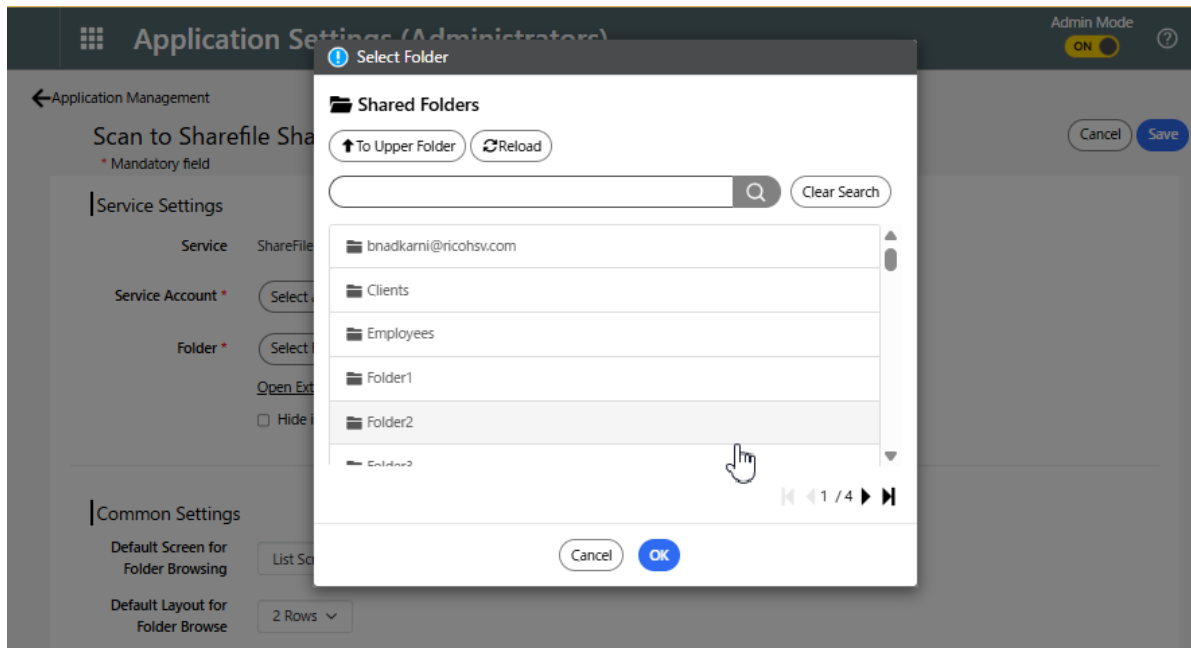 Application Settings (Administrators)
Admin Mode
ON
Select Folder
Application Management
Shared Folders
Scan to Sharefile Sha
Cancel
Save
* Mandatory field
To Upper Folder
Reload
Clear Search
Service Settings
Service
ShareFile
bnadkarni@ricohsv.com
Clients
Service Account *
Select
Employees
Folder *
Select
Folder1
Open Ext
Hide i
Folder2
Folder3
1 / 4
Common Settings
Default Screen for
Folder Browsing
List Sc
Cancel
OK
Default Layout for
Folder Browse
2 Rows